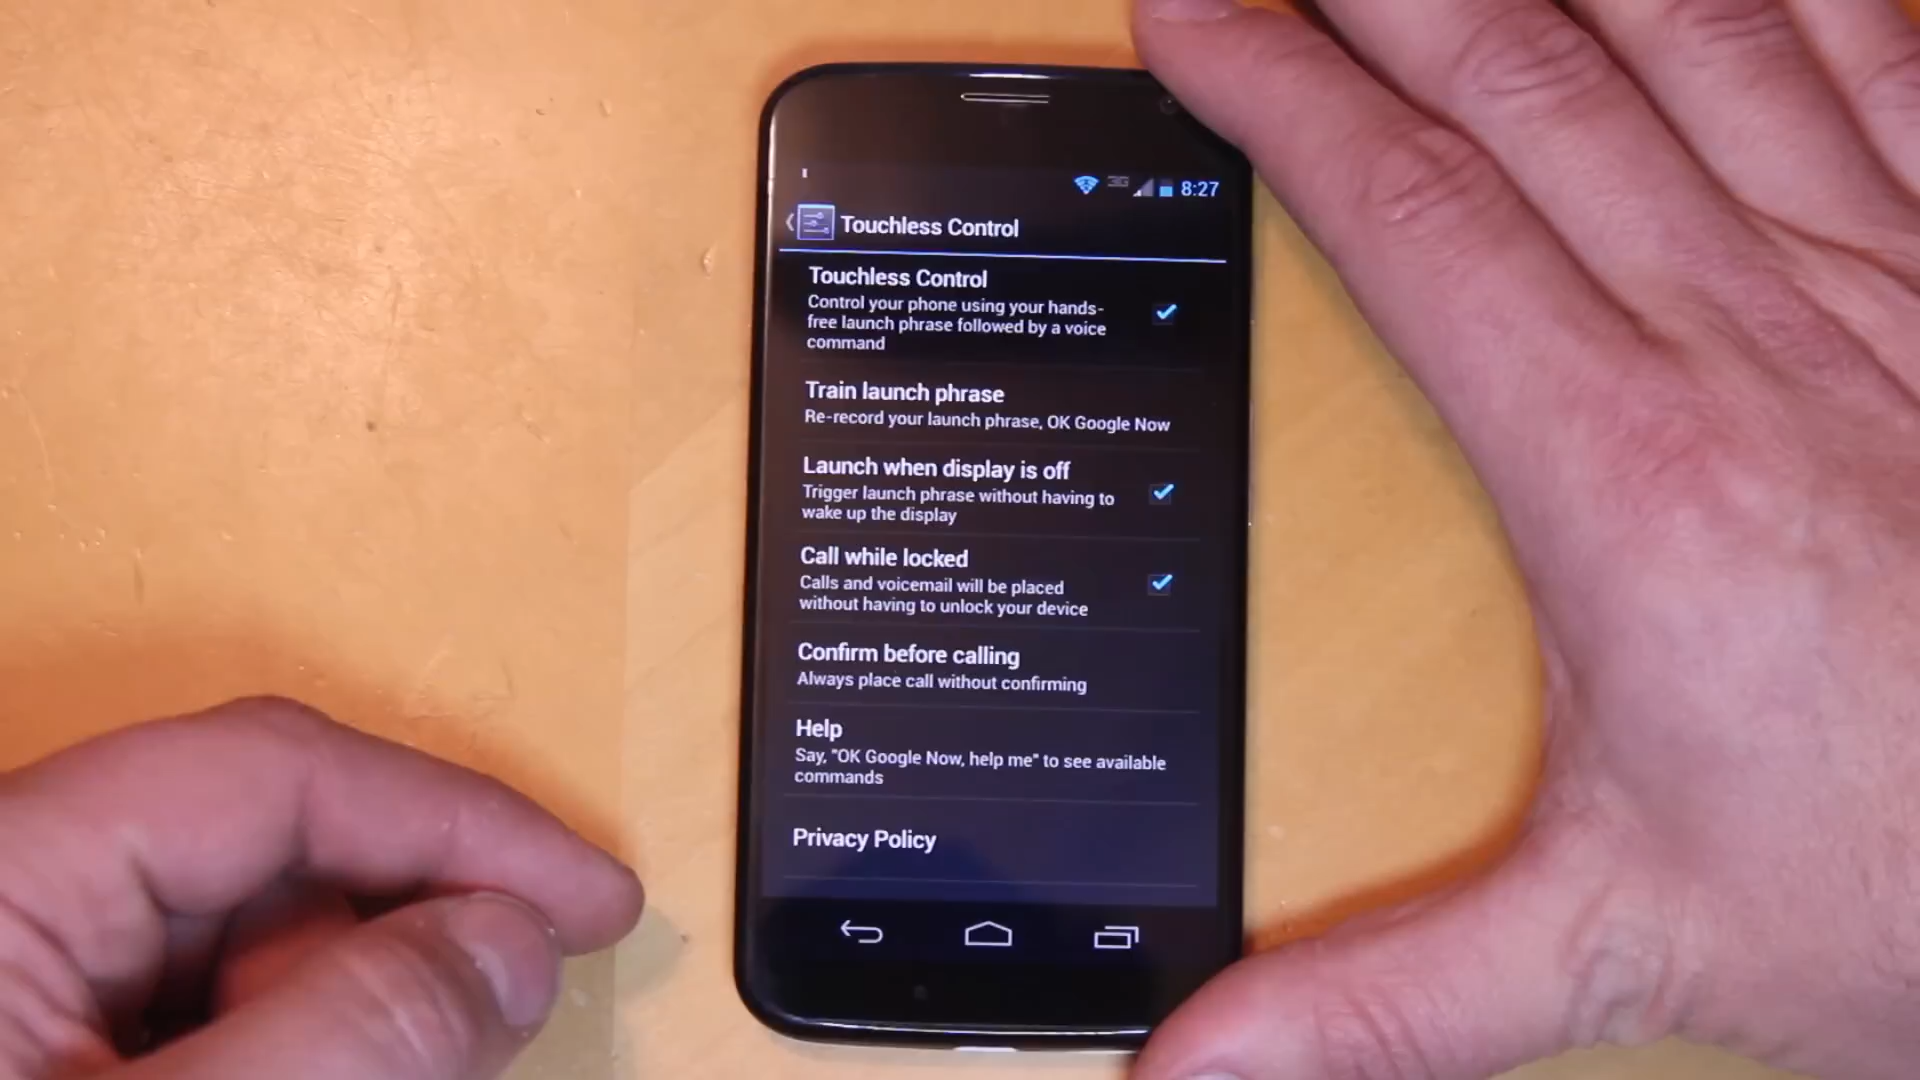 3G 8:27
Touchless Control
Touchless Control
Control your phone using your hands-
free launch phrase followed by a voice
command
Train launch phrase
Re-record your launch phrase, OK Google Now
Launch when display is off
Trigger launch phrase without having to
wake up the display
Call while locked
Calls and voicemail will be placed
without having to unlock your device
Confirm before calling
Always place call without confirming
Help
Say, "OK Google Now, help me" to see available
commands
Privacy Policy